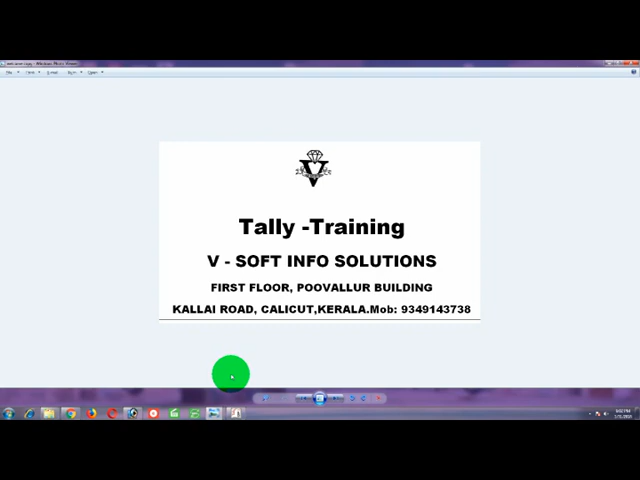 Tally -Training
V - SOFT INFO SOLUTIONS
FIRST FLOOR, POOVALLUR BUILDING
KALLAI ROAD, CALICUT,KERALA.Mob: 9349143738